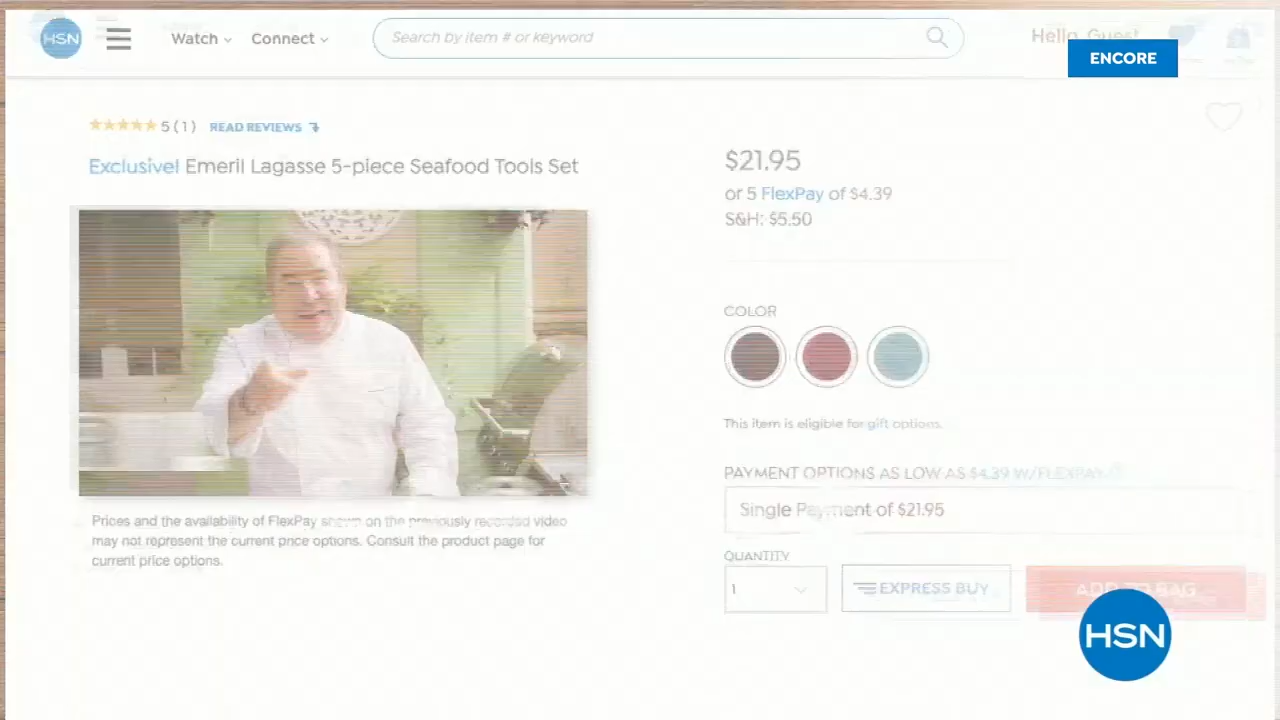 HSN
Watch
Connect
Search by item # or keyword
Hello, Guest
ENCORE
5 (1)
READ REVIEWS
Exclusive! Emeril Lagasse 5-piece Seafood Tools Set
$21.95
or 5 FlexPay of $4.39
S&H: $5.50
COLOR
This item is eligible for gift options.
PAYMENT OPTIONS AS LOW AS $4.39 W/FLEXPAY
Single Payment of $21.95
QUANTITY
1
EXPRESS BUY
ADD TO BAG
Prices and the availability of FlexPay shown on the previously recorded video
may not represent the current price options. Consult the product page for
current price options.
HSN